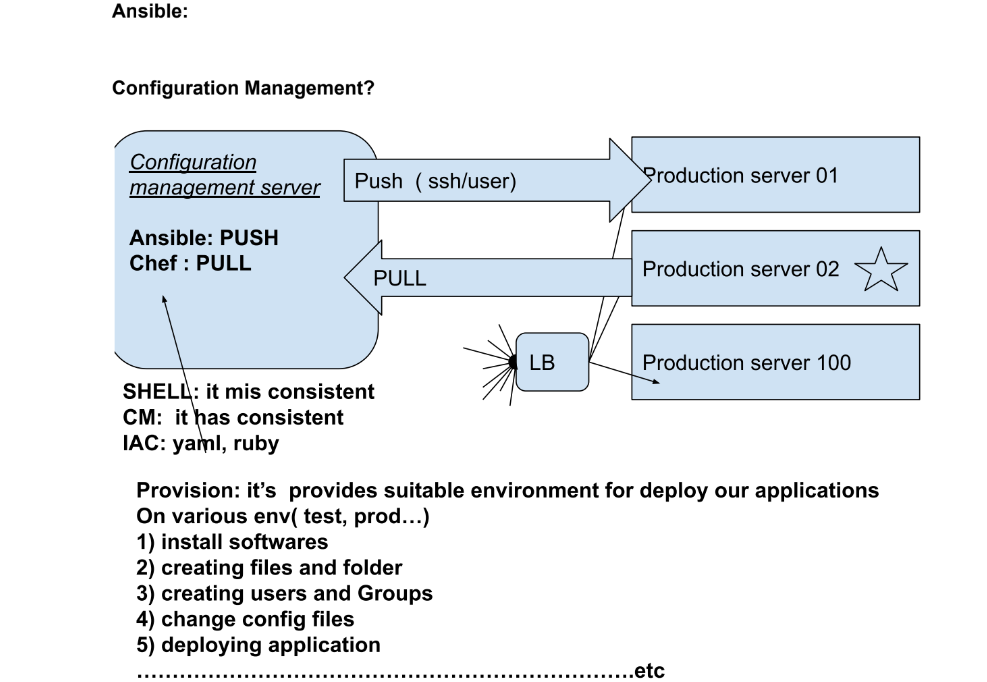 Ansible:
Configuration Management?
Configuration
management server
Ansible: PUSH
Chef : PULL
Push  ( ssh/user)
PULL
Production server 01
Production server 02
Production server 100
LB
SHELL: it mis consistent
CM:  it has consistent
IAC: yaml, ruby
Provision: it’s  provides suitable environment for deploy our applications
On various env( test, prod…)
1) install softwares
2) creating files and folder
3) creating users and Groups
4) change config files
5) deploying application
…………………………………………………………….etc